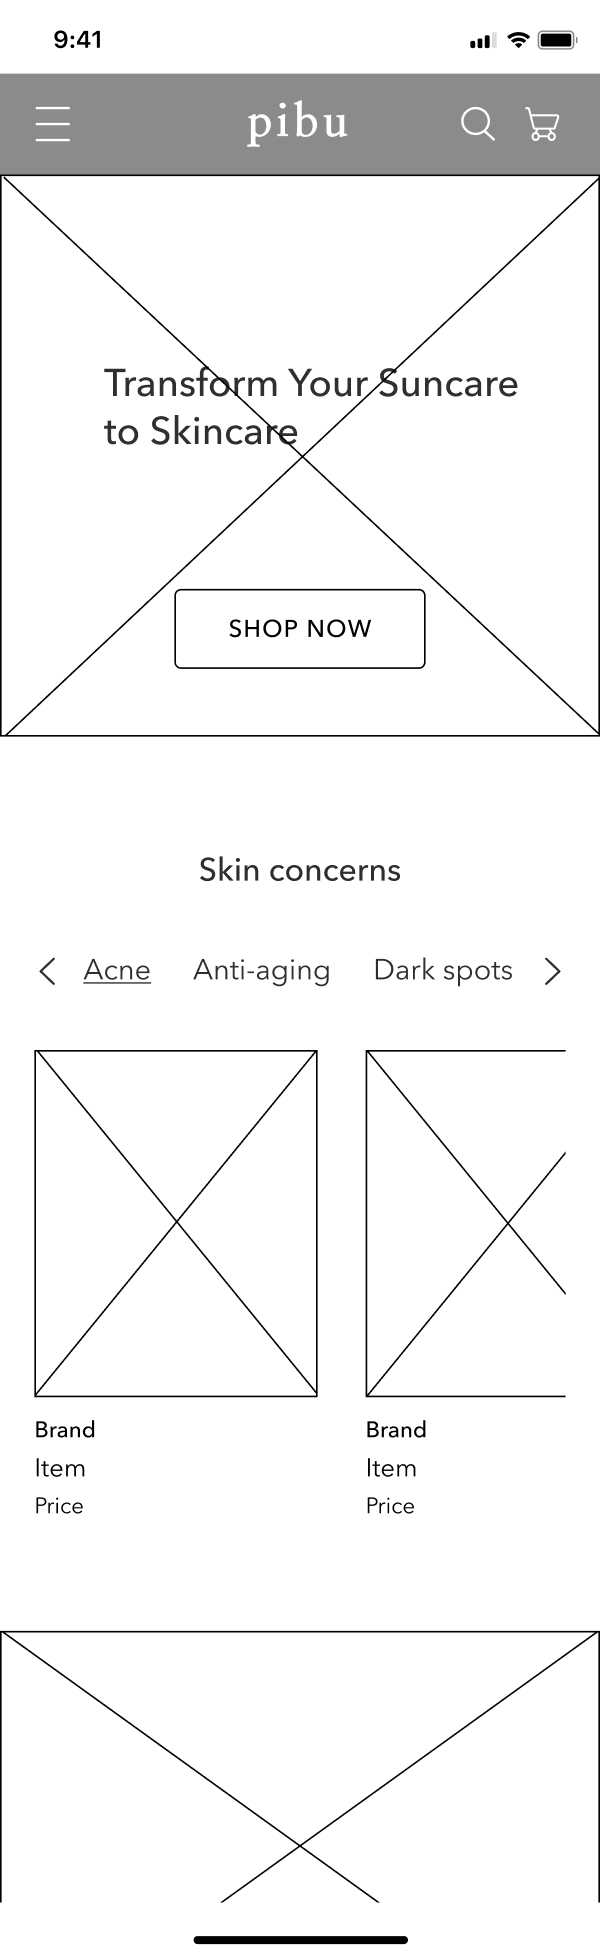 9:41
pibu
Transform Your Suncare
to Skincare
SHOP NOW
Skin concerns
Acne Anti-aging Dark spots
Brand Brand
Item Item
Price Price